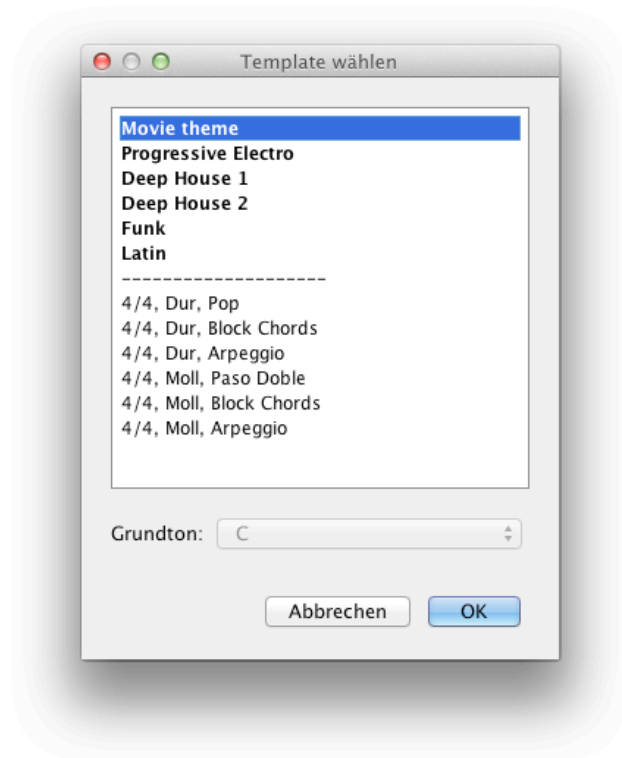 Template wählen
Movie theme
Progressive Electro
Deep House 1
Deep House 2
Funk
Latin
--------------------
4/4, Dur, Pop
4/4, Dur, Block Chords
4/4, Dur, Arpeggio
4/4, Moll, Paso Doble
4/4, Moll, Block Chords
4/4, Moll, Arpeggio
Grundton: C
Abbrechen OK